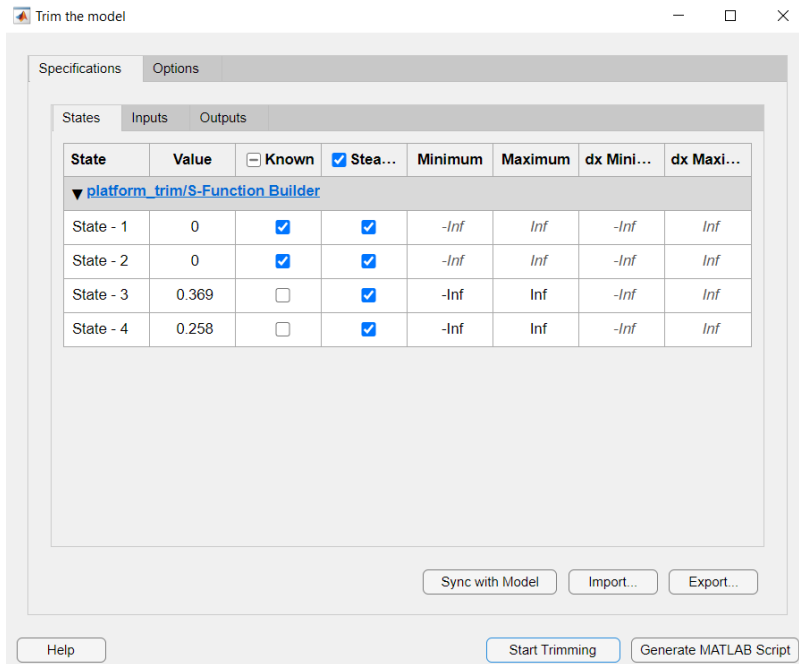 Trim the model
Specifications Options
States Inputs Outputs
State Value Known Stea... Minimum Maximum dx Mini... dx Maxi...
platform_trim/S-Function Builder
State - 1 0 -Inf Inf -Inf Inf
State - 2 0 -Inf Inf -Inf Inf
State - 3 0.369 -Inf Inf -Inf Inf
State - 4 0.258 -Inf Inf -Inf Inf
Sync with Model Import... Export...
Help Start Trimming Generate MATLAB Script